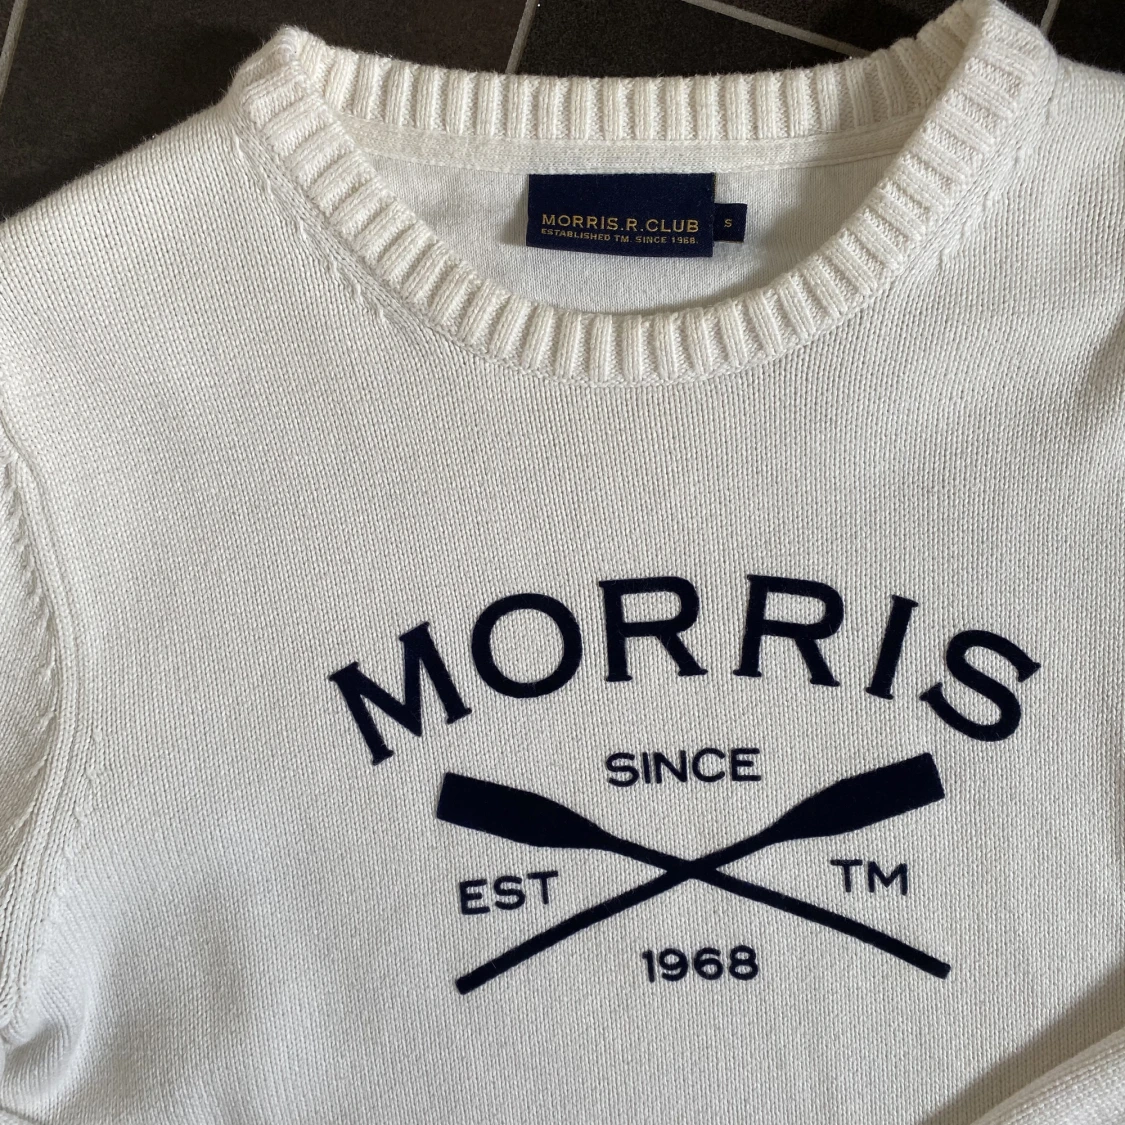 MORRIS.R.CLUB
ESTABLISHED TM. SINCE 1968.
S
MORRIS
SINCE
EST TM
1968